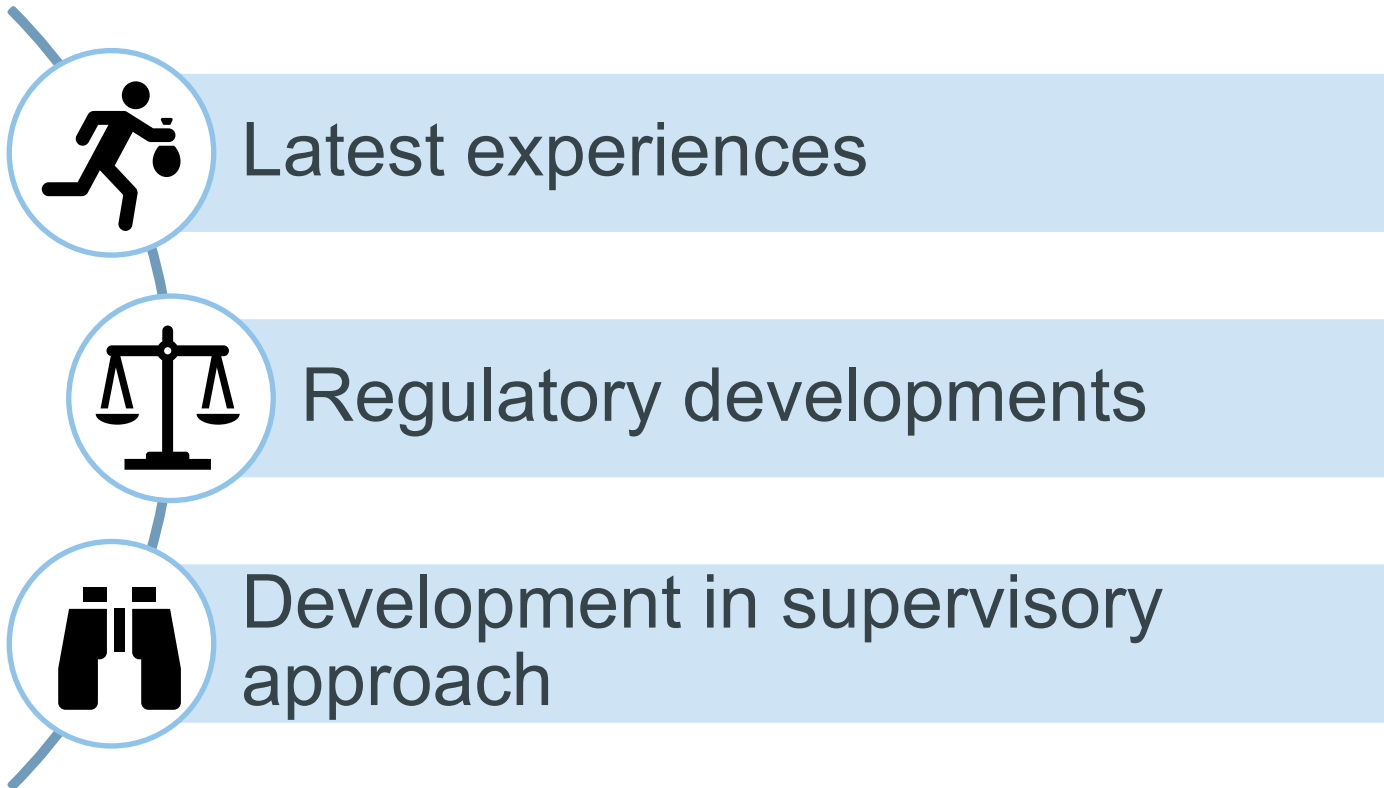 Latest experiences
Regulatory developments
Development in supervisory
approach